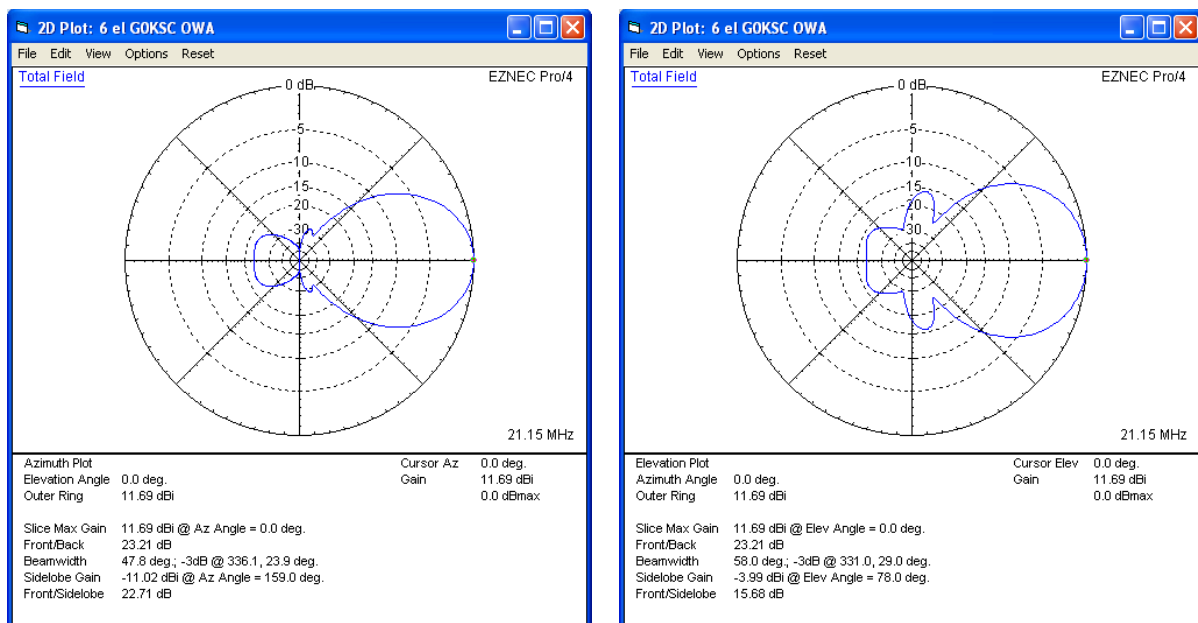 2D Plot: 6 el G0KSC OWA
File Edit View Options Reset
Total Field
EZNEC Pro/4
0 dB
-5
-10
-15
-20
-30
21.15 MHz
Azimuth Plot
Elevation Angle 0.0 deg.
Outer Ring 11.69 dBi
Cursor Az 0.0 deg.
Gain 11.69 dBi
0.0 dBmax
Slice Max Gain 11.69 dBi @ Az Angle = 0.0 deg.
Front/Back 23.21 dB
Beamwidth 47.8 deg.; -3dB @ 336.1, 23.9 deg.
Sidelobe Gain -11.02 dBi @ Az Angle = 159.0 deg.
Front/Sidelobe 22.71 dB
2D Plot: 6 el G0KSC OWA
File Edit View Options Reset
Total Field
EZNEC Pro/4
0 dB
-5
-10
-15
-20
-30
21.15 MHz
Elevation Plot
Azimuth Angle 0.0 deg.
Outer Ring 11.69 dBi
Cursor Elev 0.0 deg.
Gain 11.69 dBi
0.0 dBmax
Slice Max Gain 11.69 dBi @ Elev Angle = 0.0 deg.
Front/Back 23.21 dB
Beamwidth 58.0 deg.; -3dB @ 331.0, 29.0 deg.
Sidelobe Gain -3.99 dBi @ Elev Angle = 78.0 deg.
Front/Sidelobe 15.68 dB